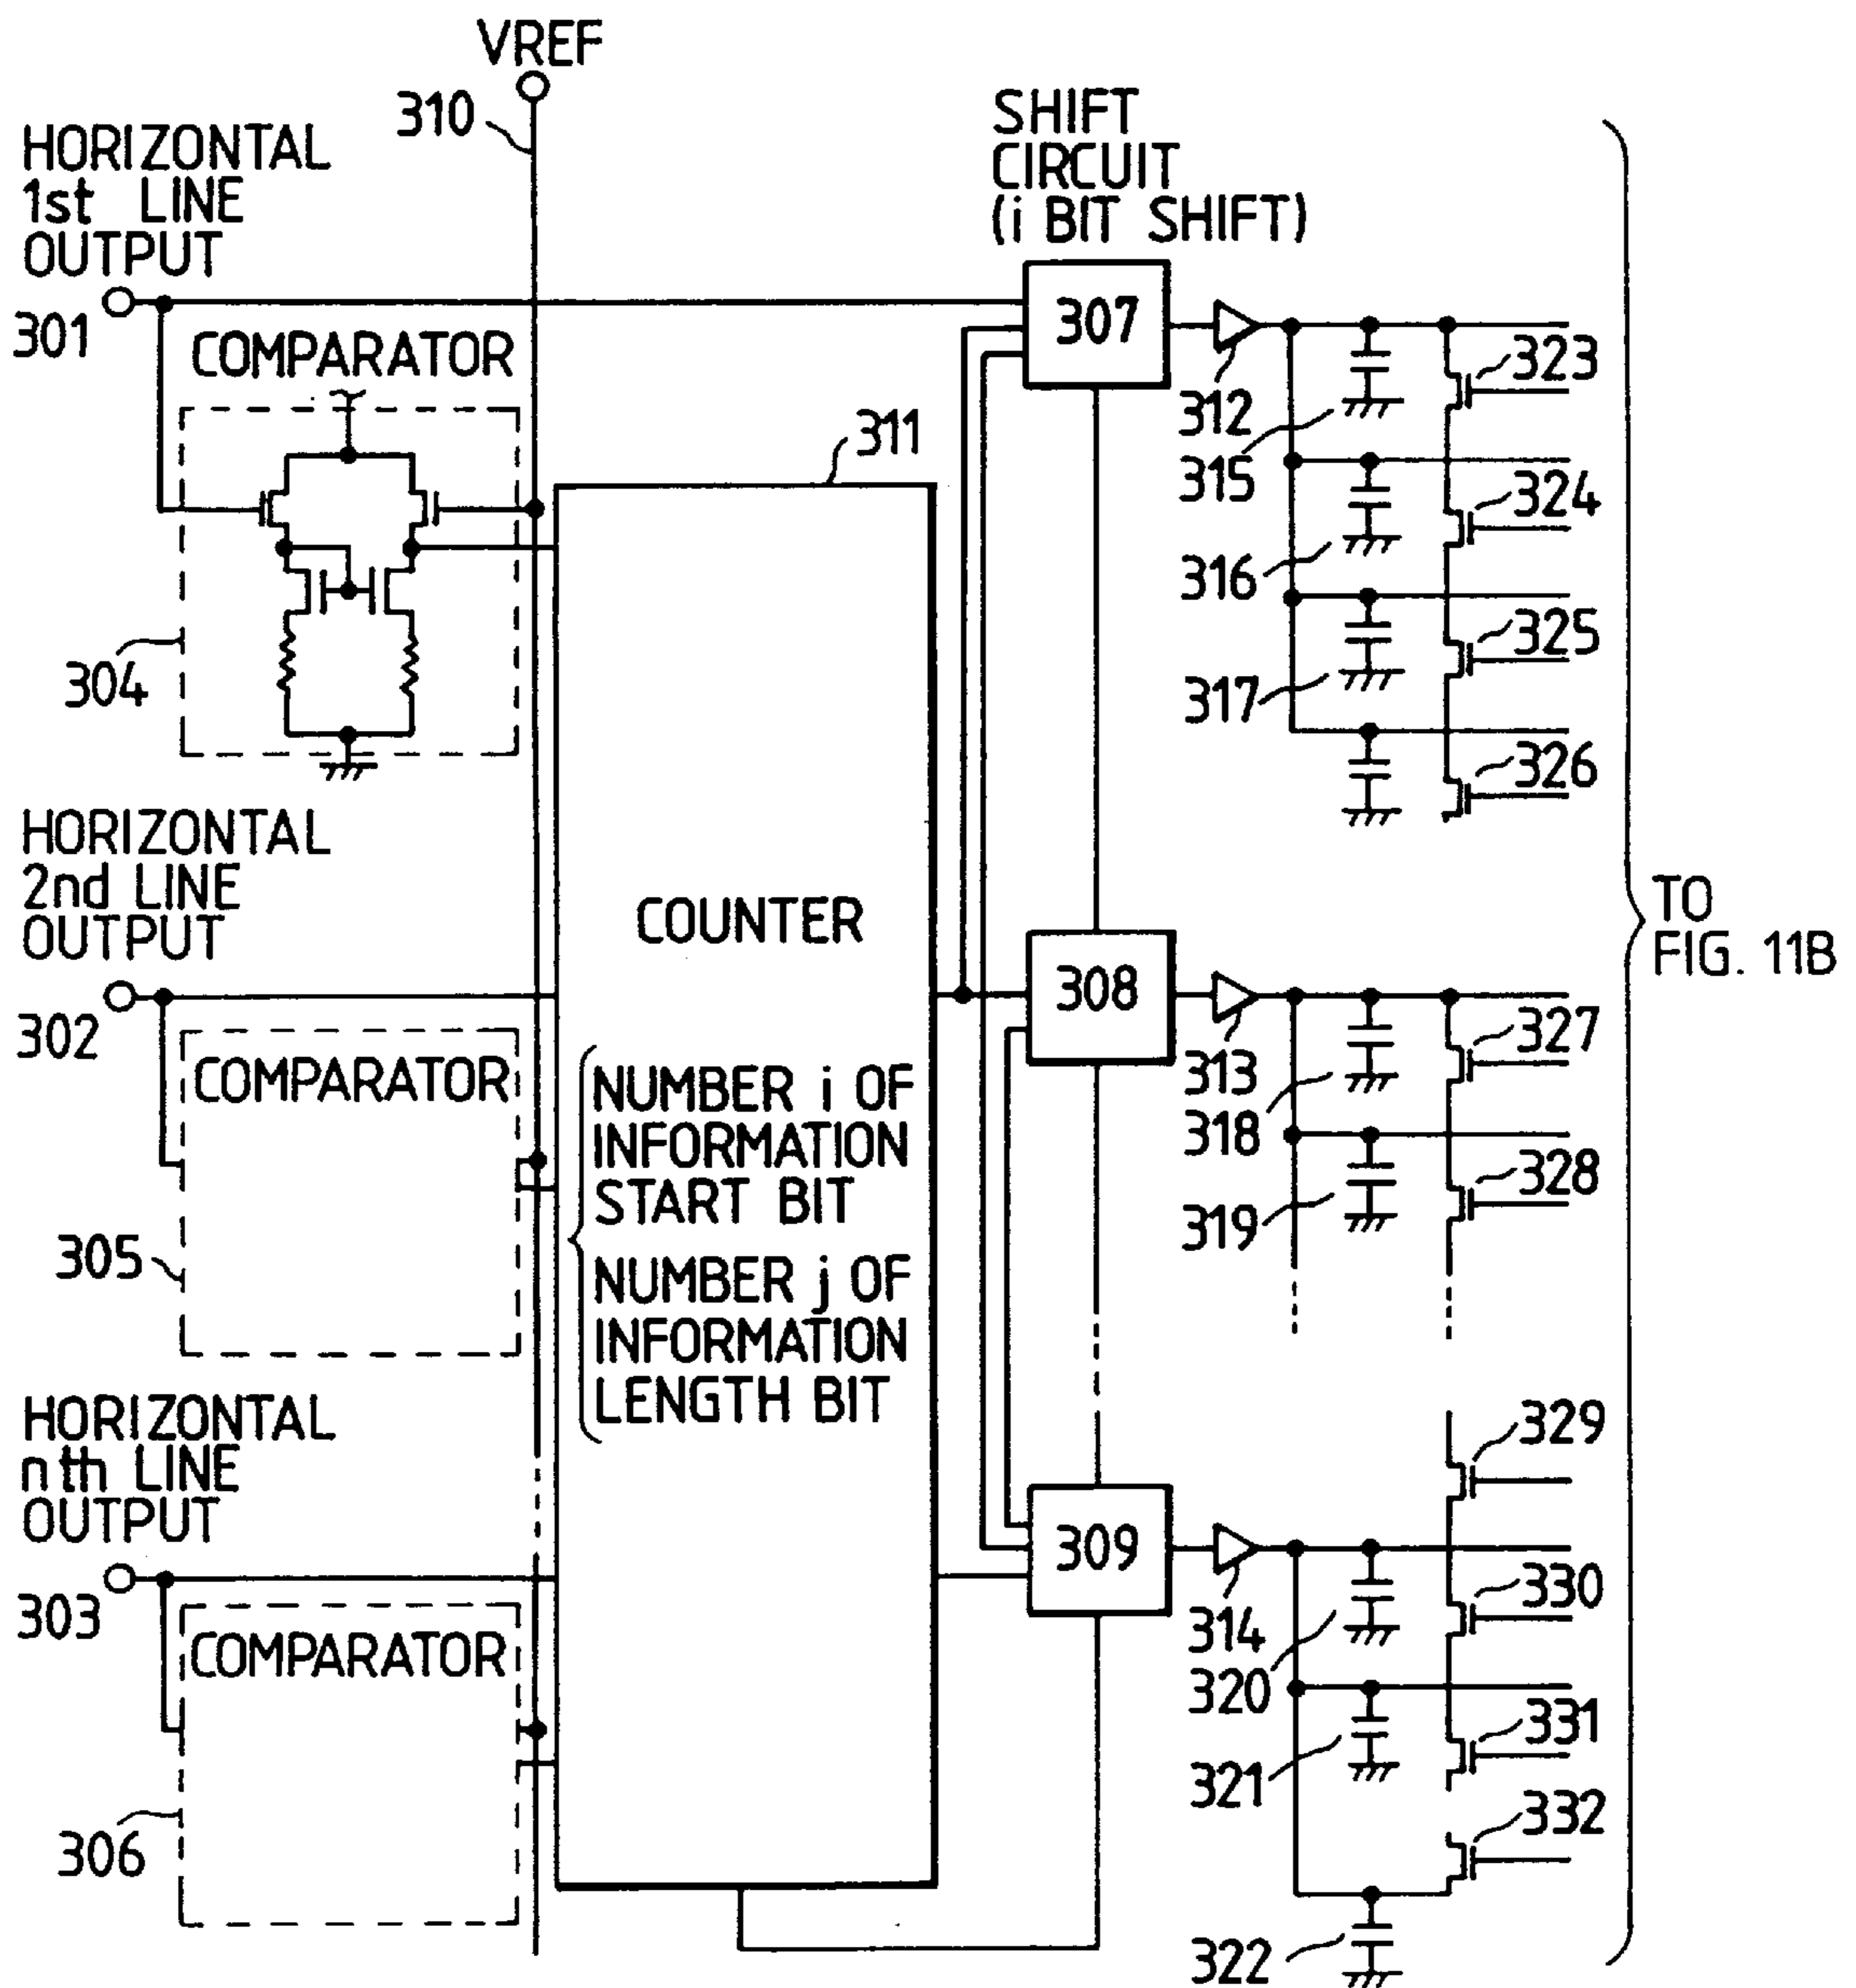 VREF
310
HORIZONTAL
1st LINE
OUTPUT
301
SHIFT
CIRCUIT
(i BIT SHIFT)
307
COMPARATOR
304
311
312
315
316
317
323
324
325
326
HORIZONTAL
2nd LINE
OUTPUT
302
COMPARATOR
305
COUNTER
NUMBER i OF
INFORMATION
START BIT
NUMBER j OF
INFORMATION
LENGTH BIT
308
313
318
319
327
328
TO
FIG. 11B
HORIZONTAL
nth LINE
OUTPUT
303
COMPARATOR
306
309
314
320
321
322
329
330
331
332